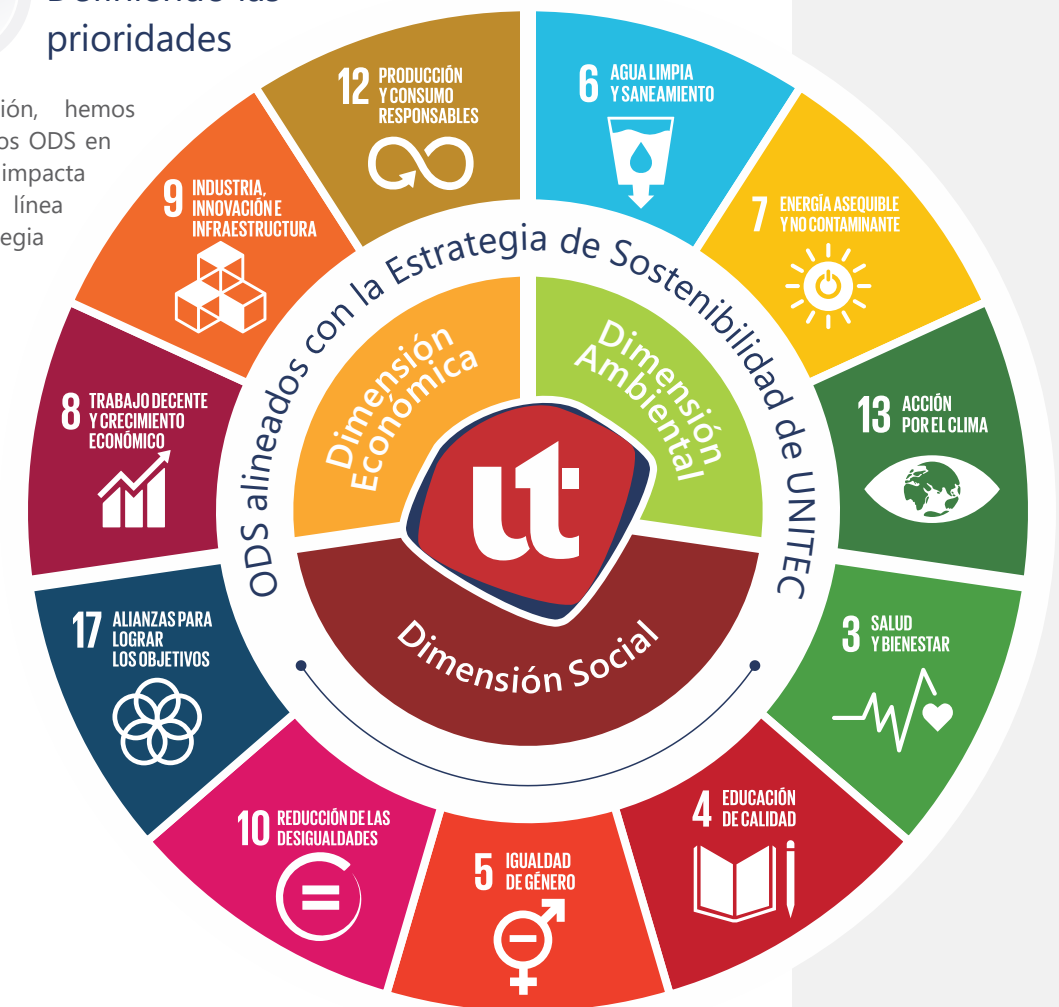 Definiendo las
prioridades
hemos
os ODS en
impacta
línea
12 PRODUCCIÓN
Y CONSUMO
RESPONSABLES
6 AGUA LIMPIA
Y SANEAMIENTO
9 INDUSTRIA,
INNOVACIÓN E
INFRAESTRUCTURA
7 ENERGÍA ASEQUIBLE
Y NO CONTAMINANTE
ODS alineados con la Estrategia de Sostenibilidad de UNITEC
Dimensión
Económica
Dimensión
Ambiental
8 TRABAJO DECENTE
Y CRECIMIENTO
ECONÓMICO
13 ACCIÓN
POR EL CLIMA
ut
17 ALIANZAS PARA
LOGRAR
LOS OBJETIVOS
3 SALUD
Y BIENESTAR
Dimensión Social
10 REDUCCIÓN DE LAS
DESIGUALDADES
4 EDUCACIÓN
DE CALIDAD
5 IGUALDAD
DE GÉNERO